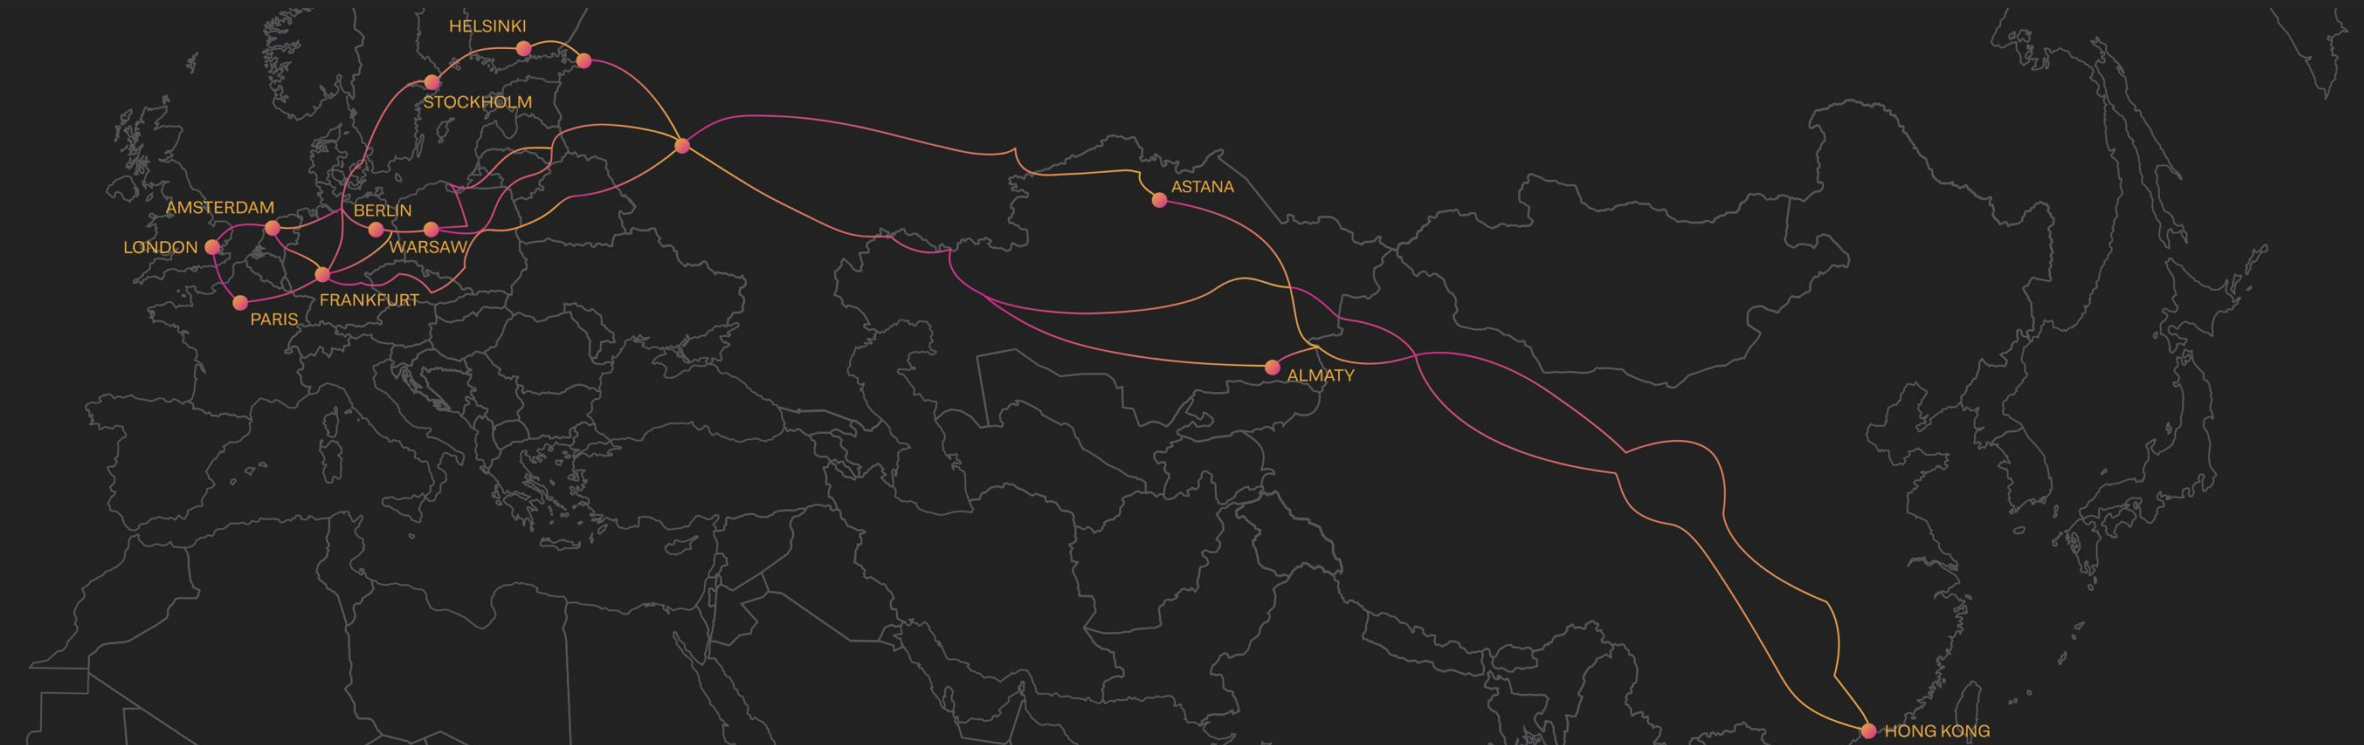 HELSINKI
STOCKHOLM
AMSTERDAM
BERLIN
LONDON
WARSAW
FRANKFURT
PARIS
ASTANA
ALMATY
HONG KONG